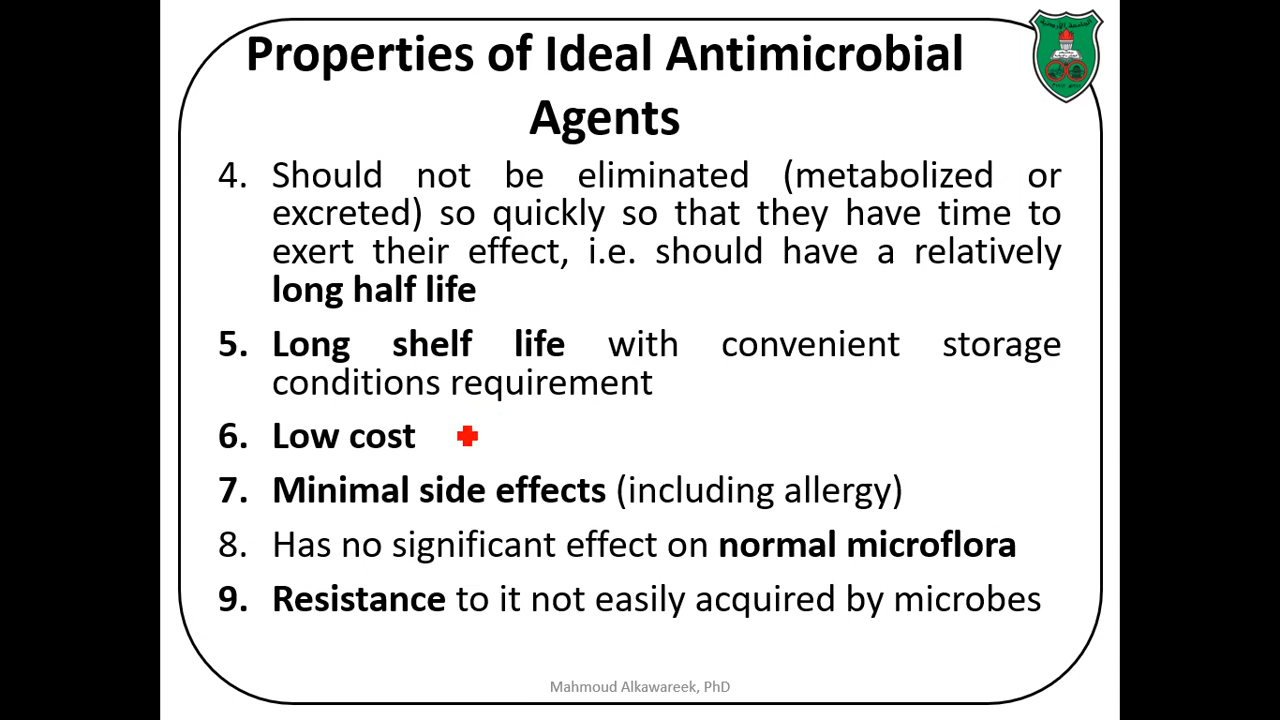 Properties of Ideal Antimicrobial
Agents
4. Should not be eliminated (metabolized or
excreted) so quickly so that they have time to
exert their effect, i.e. should have a relatively
long half life
5. Long shelf life with convenient storage
conditions requirement
6. Low cost
7. Minimal side effects (including allergy)
8. Has no significant effect on normal microflora
9. Resistance to it not easily acquired by microbes
Mahmoud Alkawareek, PhD